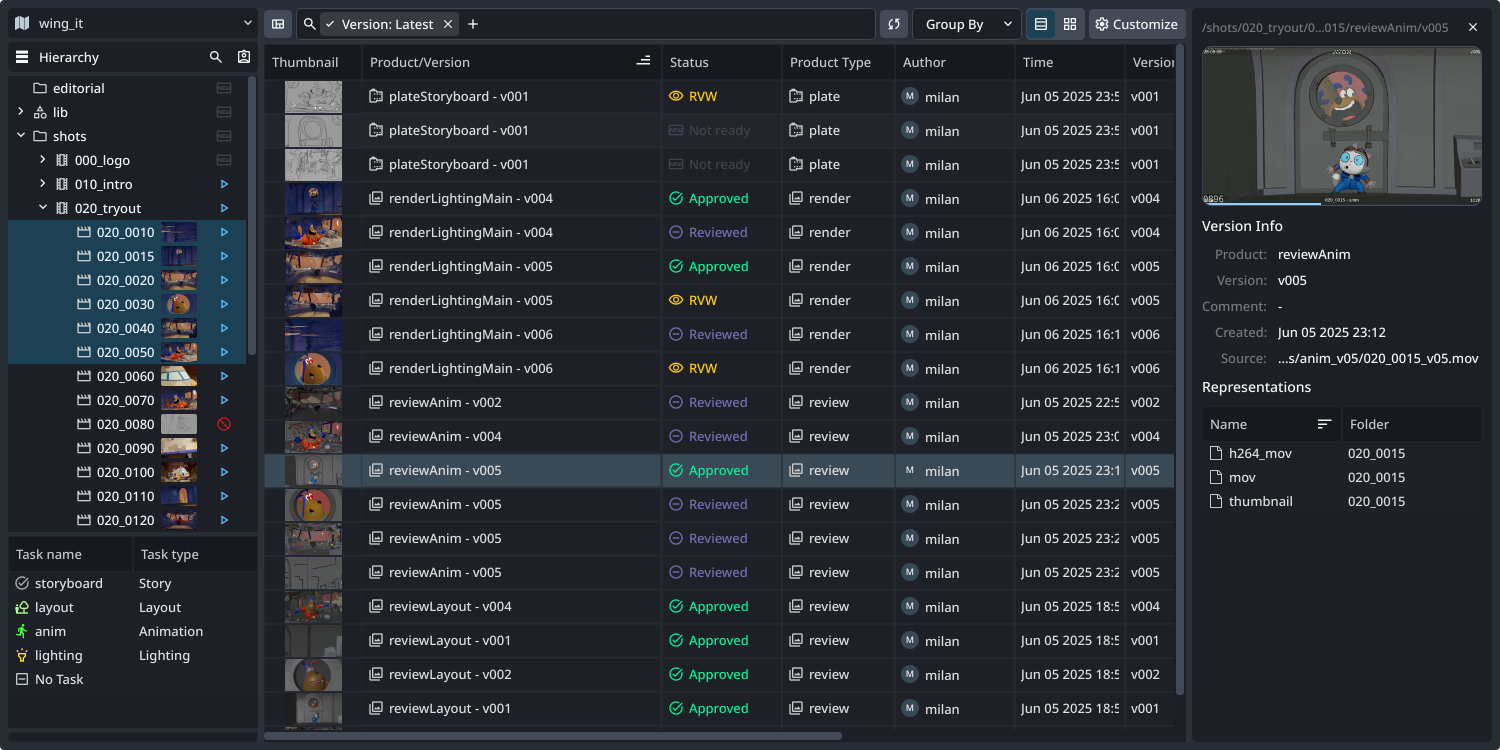 wing_it
Version: Latest
Group By
Customize
/shots/020_tryout/0...015/reviewAnim/v005
Hierarchy
editorial
lib
shots
000_logo
010_intro
020_tryout
020_0010
020_0015
020_0020
020_0030
020_0040
020_0050
020_0060
020_0070
020_0080
020_0090
020_0100
020_0110
020_0120
Task name Task type
storyboard Story
layout Layout
anim Animation
lighting Lighting
No Task
Thumbnail Product/Version Status Product Type Author Time Version
plateStoryboard - v001 RVW plate M milan Jun 05 2025 23:5 v001
plateStoryboard - v001 Not ready plate M milan Jun 05 2025 23:5 v001
plateStoryboard - v001 Not ready plate M milan Jun 05 2025 23:5 v001
renderLightingMain - v004 Approved render M milan Jun 06 2025 16:0 v004
renderLightingMain - v004 Reviewed render M milan Jun 06 2025 16:0 v004
renderLightingMain - v005 Approved render M milan Jun 06 2025 16:0 v005
renderLightingMain - v005 RVW render M milan Jun 06 2025 16:0 v005
renderLightingMain - v006 Reviewed render M milan Jun 06 2025 16:1 v006
renderLightingMain - v006 RVW render M milan Jun 06 2025 16:1 v006
reviewAnim - v002 Reviewed review M milan Jun 05 2025 22:5 v002
reviewAnim - v004 Reviewed review M milan Jun 05 2025 23:0 v004
reviewAnim - v005 Approved review M milan Jun 05 2025 23:1 v005
reviewAnim - v005 Reviewed review M milan Jun 05 2025 23:2 v005
reviewAnim - v005 Reviewed review M milan Jun 05 2025 23:2 v005
reviewAnim - v005 Reviewed review M milan Jun 05 2025 23:2 v005
reviewLayout - v004 Approved review M milan Jun 05 2025 18:5 v004
reviewLayout - v001 Approved review M milan Jun 05 2025 18:5 v001
reviewLayout - v002 Approved review M milan Jun 05 2025 18:5 v002
reviewLayout - v001 Approved review M milan Jun 05 2025 18:5 v001
v005
0896 020_0015 - anim
Version Info
Product: reviewAnim
Version: v005
Comment: -
Created: Jun 05 2025 23:12
Source: ...s/anim_v05/020_0015_v05.mov
Representations
Name Folder
h264_mov 020_0015
mov 020_0015
thumbnail 020_0015